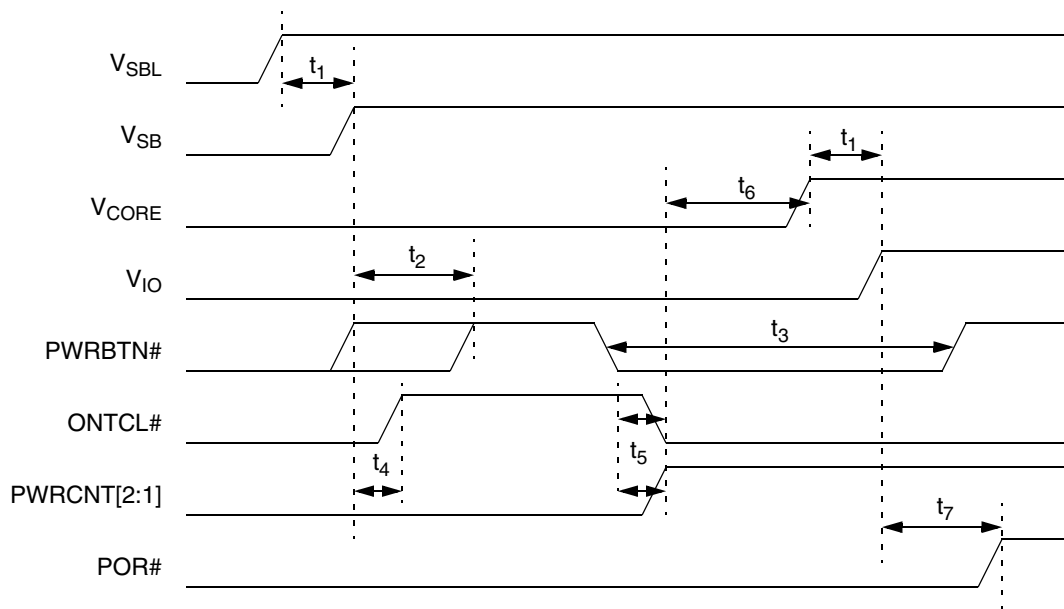 V_SBL
t_1
V_SB
t_1
V_CORE
t_6
V_IO
t_2
PWRBTN#
t_3
ONTCL#
t_4
t_5
PWRCNT[2:1]
t_7
POR#